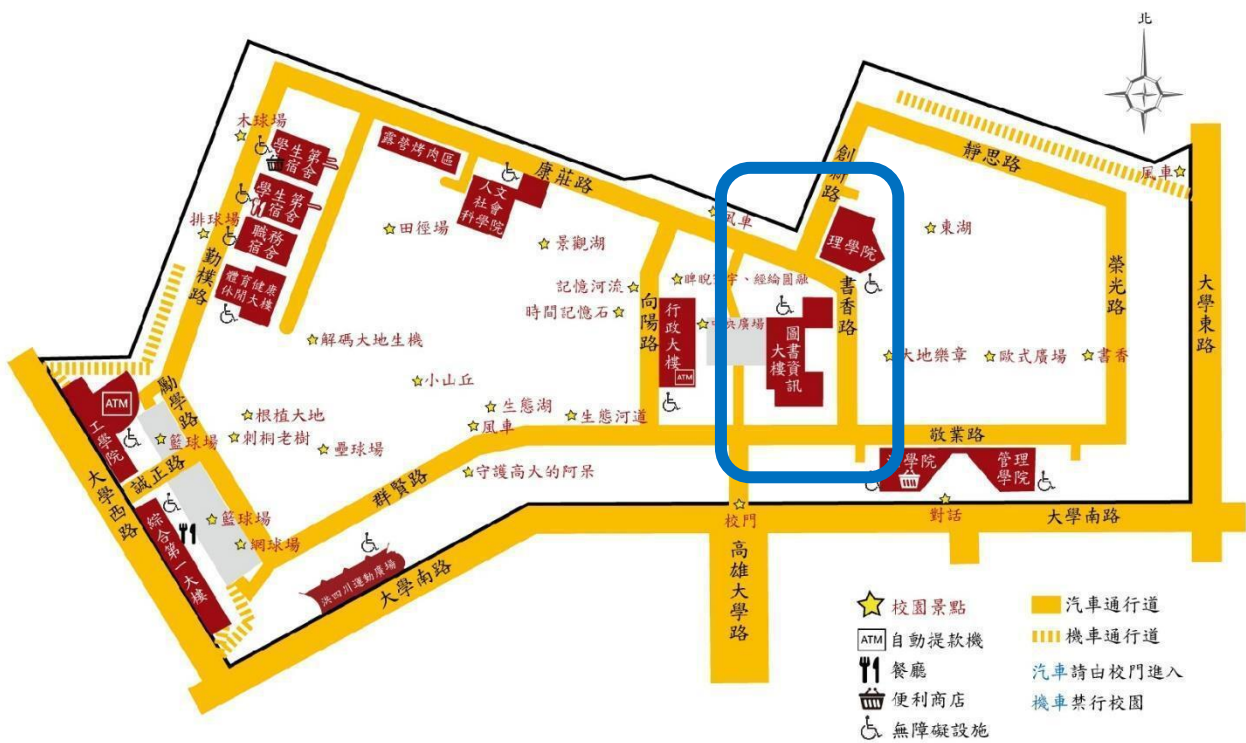 北
木球場
學生第二
宿舍
露營烤肉區
康莊路
創新路
靜思路
風車
學生第一
宿舍
人文
社會
科學院
排球場
職務
宿舍
田徑場
景觀湖
風車
理學院
東湖
勤樸路
體育健康
休閒大樓
記憶河流
向陽路
睥睨
字、經綸圖融
書香路
榮光路
大學東路
時間記憶石
行政大樓
ATM
中央廣場
圖書資訊
大樓
解碼大地生機
大地樂章
歐式廣場
書香
小山丘
勵學路
ATM
工學院
根植大地
生態湖
生態河道
籃球場
刺桐老樹
風車
壘球場
敬業路
誠正路
群賢路
守護高大的阿呆
學院
管理
學院
大學西路
綜合第一大樓
籃球場
網球場
校門
對話
大學南路
洪四川運動廣場
大學南路
高雄大學路
校園景點
ATM 自動提款機
餐廳
便利商店
無障礙設施
汽車通行道
機車通行道
汽車請由校門進入
機車禁行校園